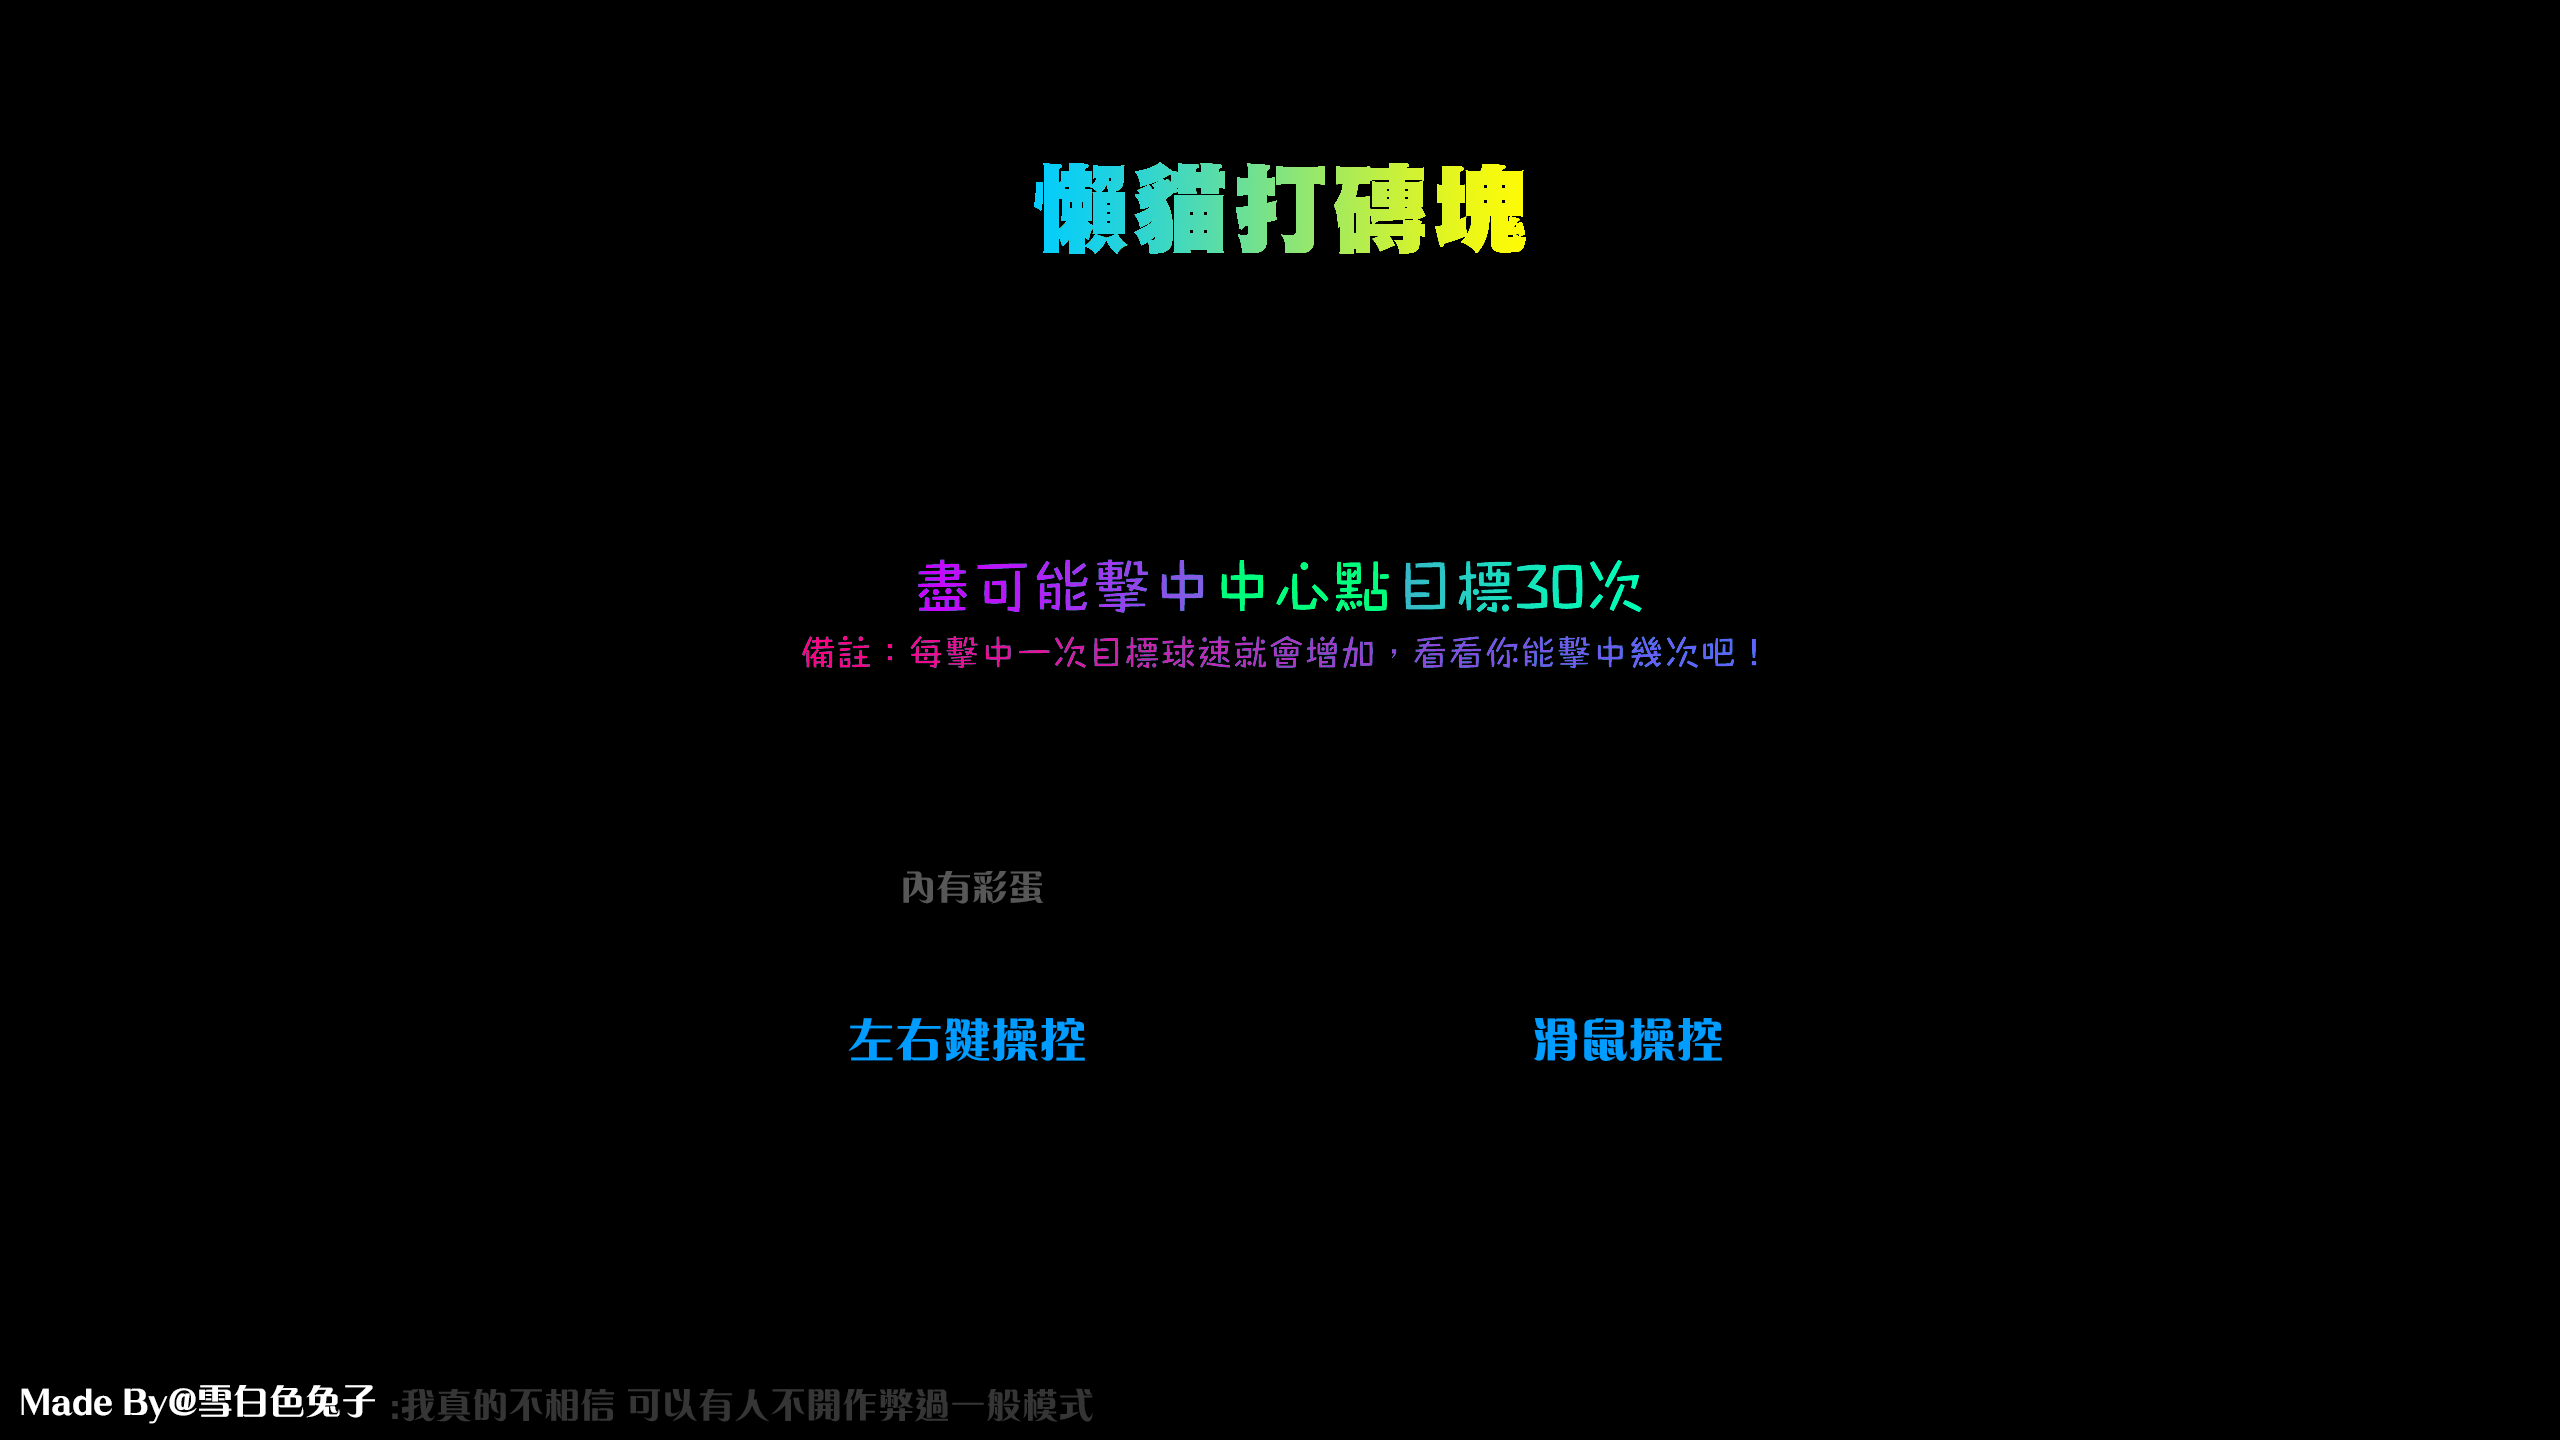 懶貓打磚塊
盡可能擊中中心點目標30次
備註：每擊中一次目標球速就會增加，看看你能擊中幾次吧！
內有彩蛋
左右鍵操控
滑鼠操控
Made By@雪白色兔子 :我真的不相信 可以有人不開作弊過一般模式